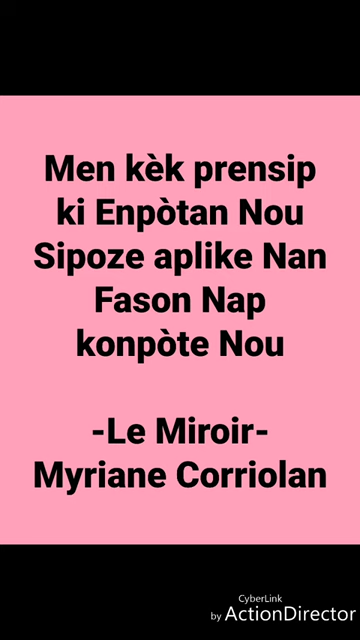 Men kèk prensip
ki Enpòtan Nou
Sipoze aplike Nan
Fason Nap
konpòte Nou
-Le Miroir-
Myriane Corriolan
CyberLink
by ActionDirector